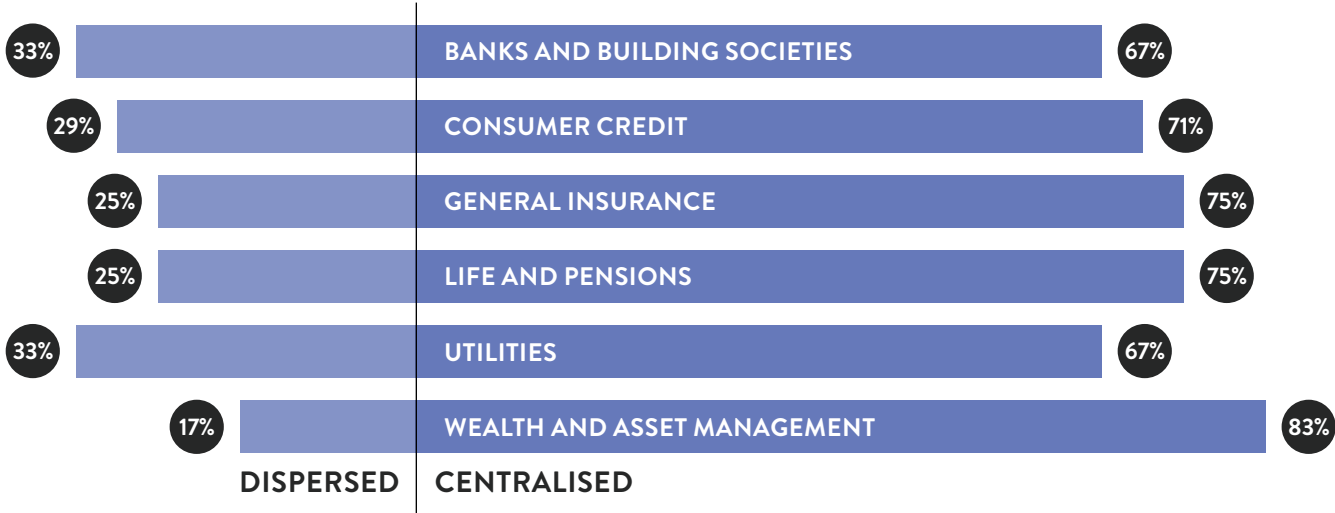 33% BANKS AND BUILDING SOCIETIES 67%
29% CONSUMER CREDIT 71%
25% GENERAL INSURANCE 75%
25% LIFE AND PENSIONS 75%
33% UTILITIES 67%
17% WEALTH AND ASSET MANAGEMENT 83%
DISPERSED CENTRALISED